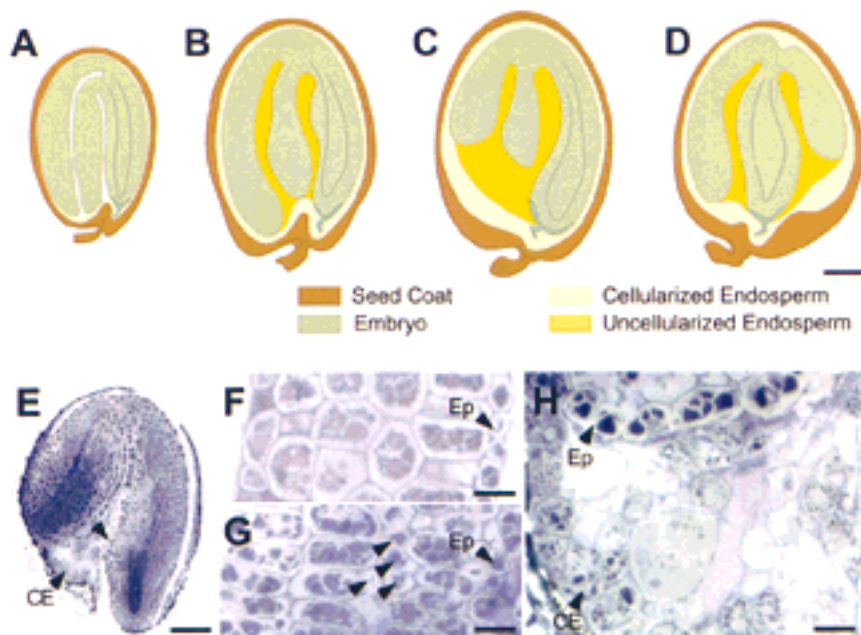 A B C D
Seed Coat Cellularized Endosperm
Embryo Uncellularized Endosperm
E F Ep H
Ep
G Ep
CE CE